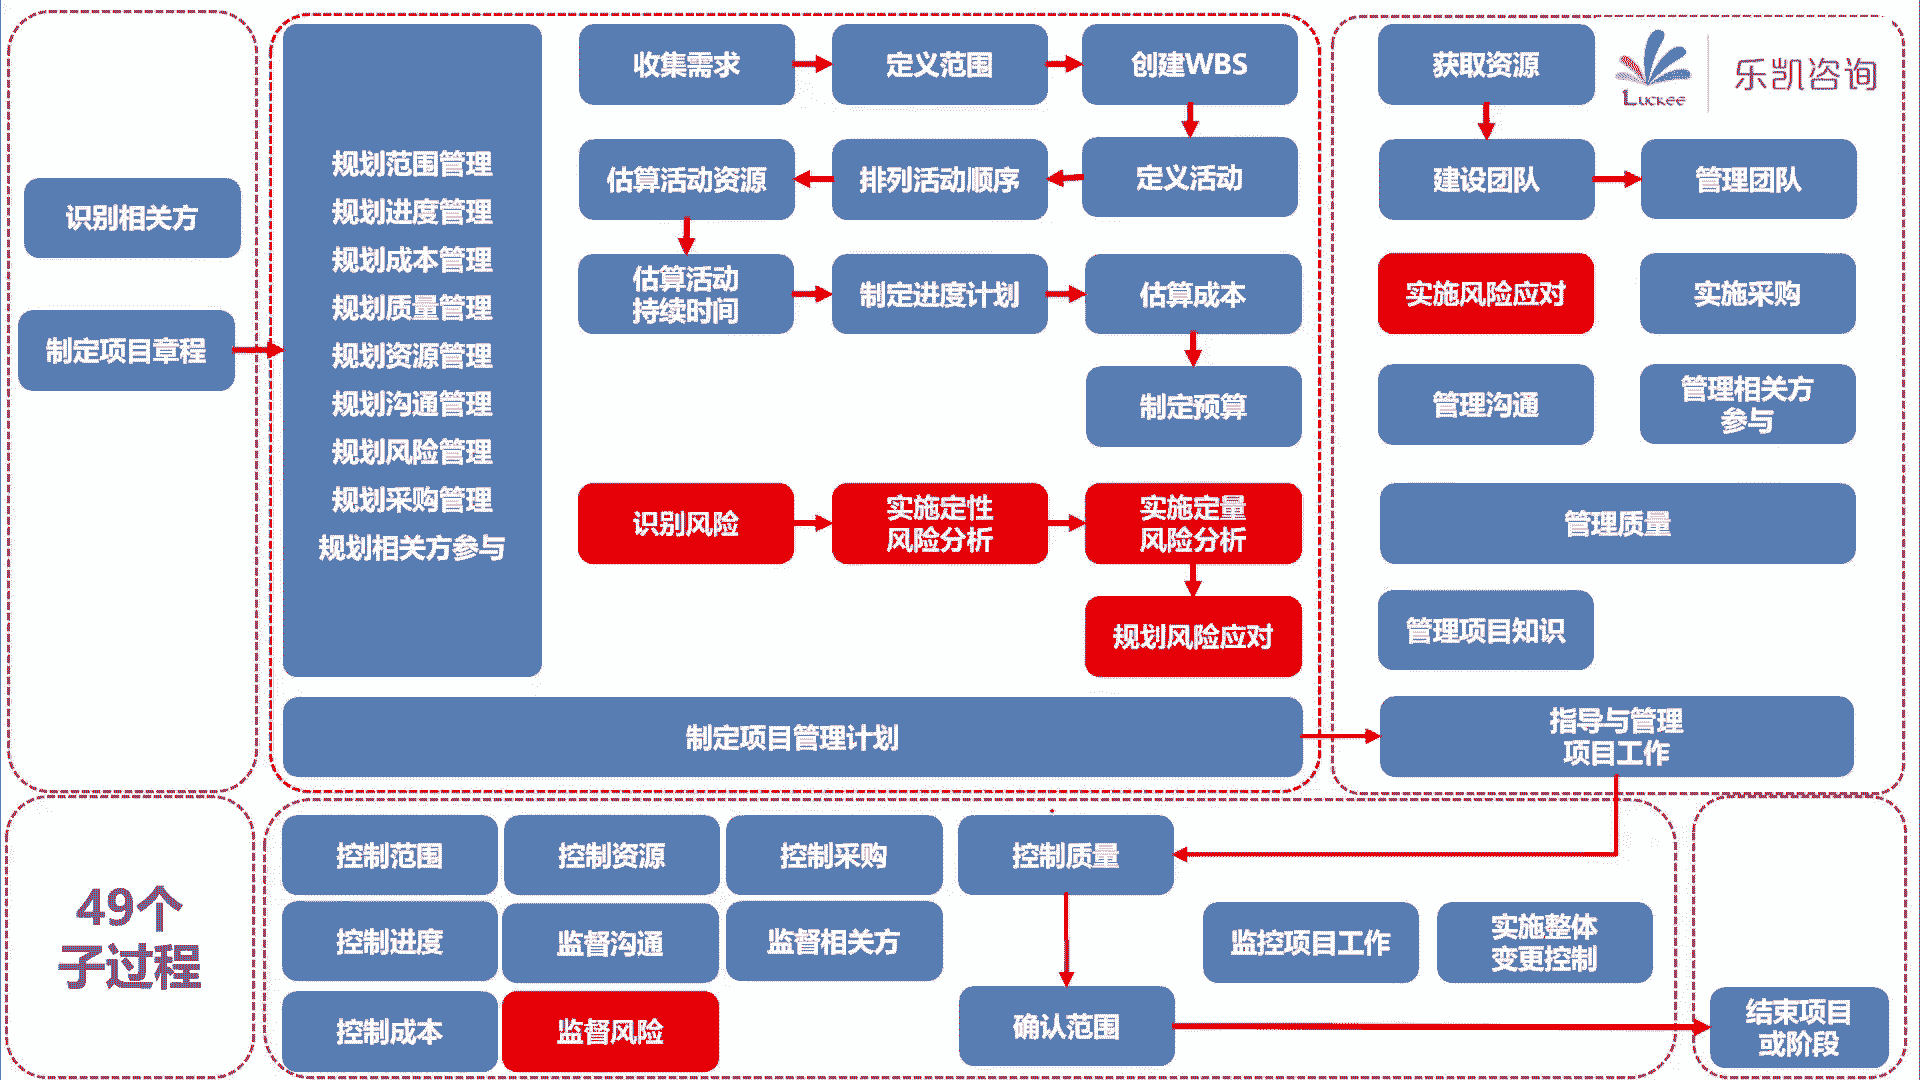 识别相关方
制定项目章程
规划范围管理
规划进度管理
规划成本管理
规划质量管理
规划资源管理
规划沟通管理
规划风险管理
规划采购管理
规划相关方参与
收集需求
定义范围
创建WBS
估算活动资源
排列活动顺序
定义活动
估算活动
持续时间
制定进度计划
估算成本
制定预算
识别风险
实施定性
风险分析
实施定量
风险分析
规划风险应对
制定项目管理计划
获取资源
Luckee
乐凯咨询
建设团队
管理团队
实施风险应对
实施采购
管理沟通
管理相关方
参与
管理质量
管理项目知识
指导与管理
项目工作
49个
子过程
控制范围
控制资源
控制采购
控制质量
控制进度
监督沟通
监督相关方
监控项目工作
实施整体
变更控制
控制成本
监督风险
确认范围
结束项目
或阶段